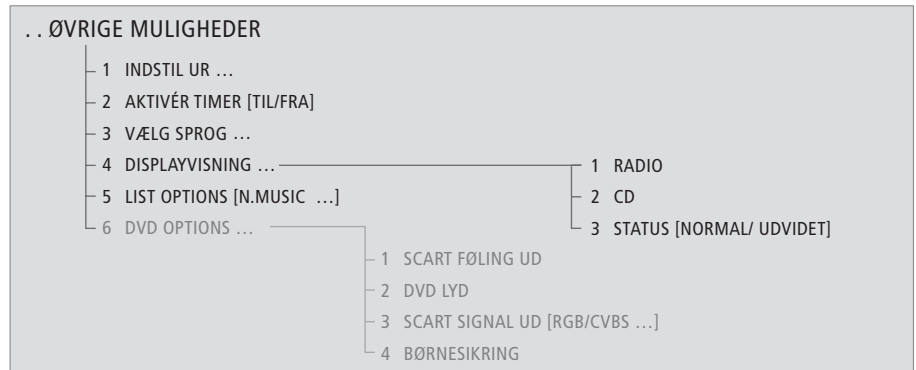 . . ØVRIGE MULIGHEDER
1 INDSTIL UR …
2 AKTIVÉR TIMER [TIL/FRA]
3 VÆLG SPROG …
4 DISPLAYVISNING …
1 RADIO
5 LIST OPTIONS [N.MUSIC …]
2 CD
6 DVD OPTIONS …
3 STATUS [NORMAL/ UDVIDET]
1 SCART FØLING UD
2 DVD LYD
3 SCART SIGNAL UD [RGB/CVBS …]
4 BØRNESIKRING